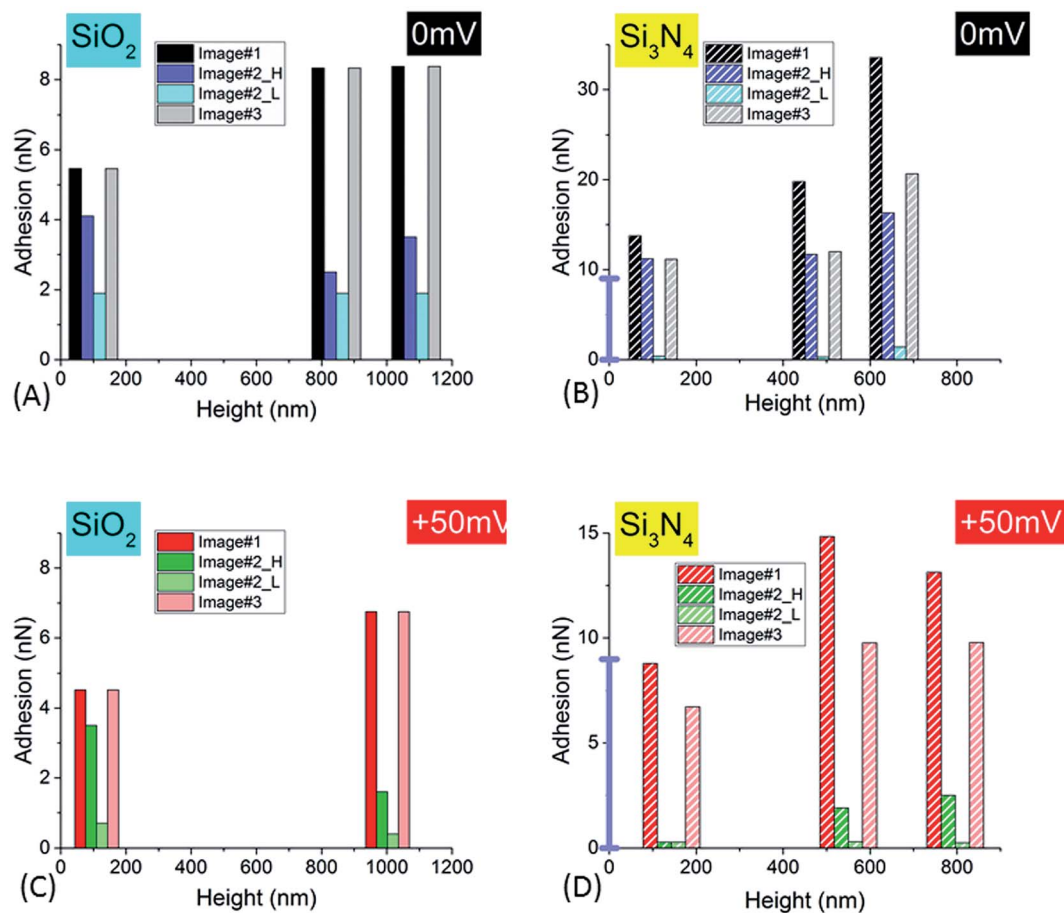 SiO2
0mV
Image#1
Image#2_H
Image#2_L
Image#3
8
6
4
2
0
Adhesion (nN)
0 200 400 600 800 1000 1200
Height (nm)
(A)
Si3N4
0mV
Image#1
Image#2_H
Image#2_L
Image#3
30
20
10
0
Adhesion (nN)
0 200 400 600 800
Height (nm)
(B)
SiO2
+50mV
Image#1
Image#2_H
Image#2_L
Image#3
8
6
4
2
0
Adhesion (nN)
0 200 400 600 800 1000 1200
Height (nm)
(C)
Si3N4
+50mV
Image#1
Image#2_H
Image#2_L
Image#3
15
10
5
0
Adhesion (nN)
0 200 400 600 800
Height (nm)
(D)